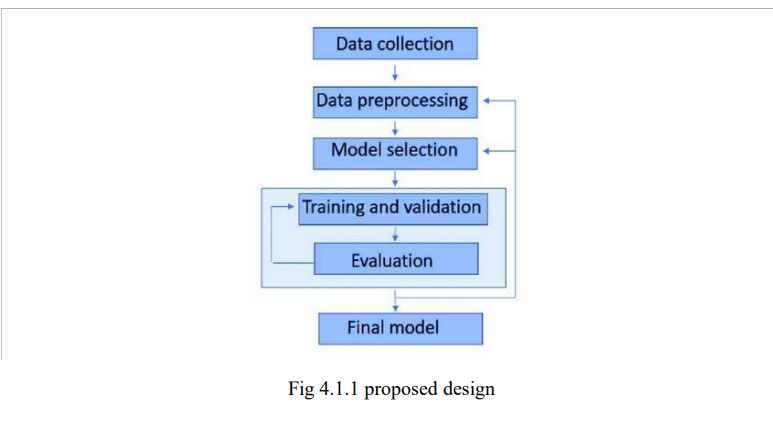 Data collection
Data preprocessing
Model selection
Training and validation
Evaluation
Final model
Fig 4.1.1 proposed design